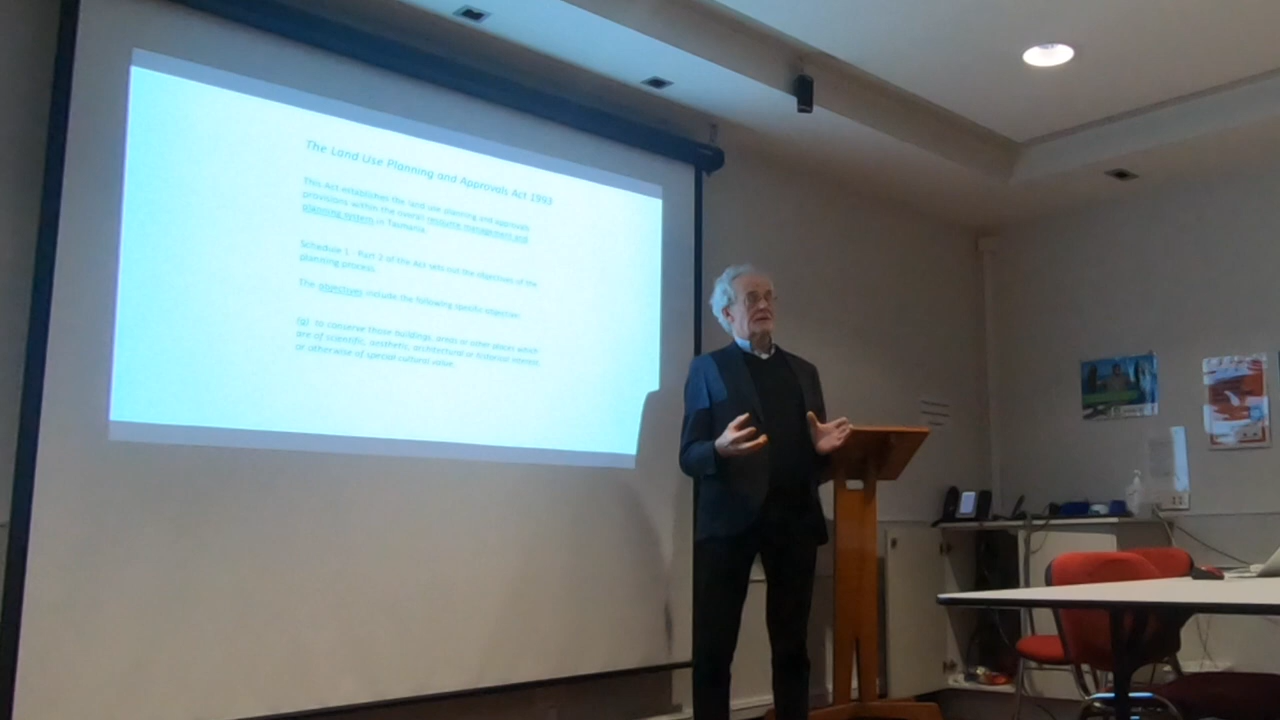 The Land Use Planning and Approvals Act 1993
This Act establishes the land use planning and approvals
provisions within the overall resource management and
planning system in Tasmania.
Schedule 1 - Part 2 of the Act sets out the objectives of the
planning process.
The objectives include the following specific objective:
(g) to conserve those buildings, areas or other places which
are of scientific, aesthetic, architectural or historical interest,
or otherwise of special cultural value.